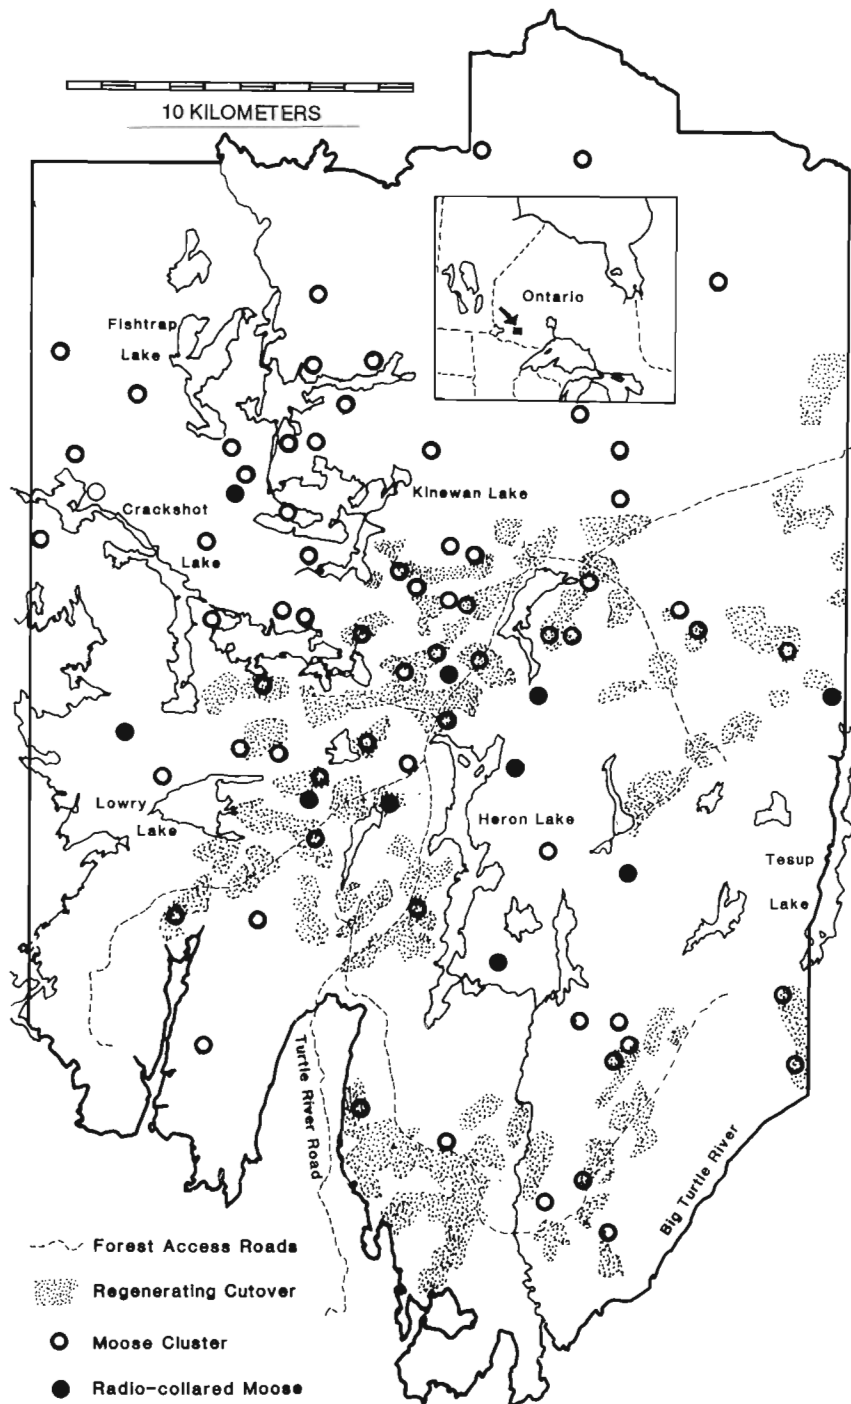 10 KILOMETERS
Ontario
Fishtrap
Lake
Kinewan Lake
Crackshot
Lake
Lowry
Lake
Heron Lake
Tesup
Lake
Turtle River Road
Big Turtle River
Forest Access Roads
Regenerating Cutover
Moose Cluster
Radio-collared Moose